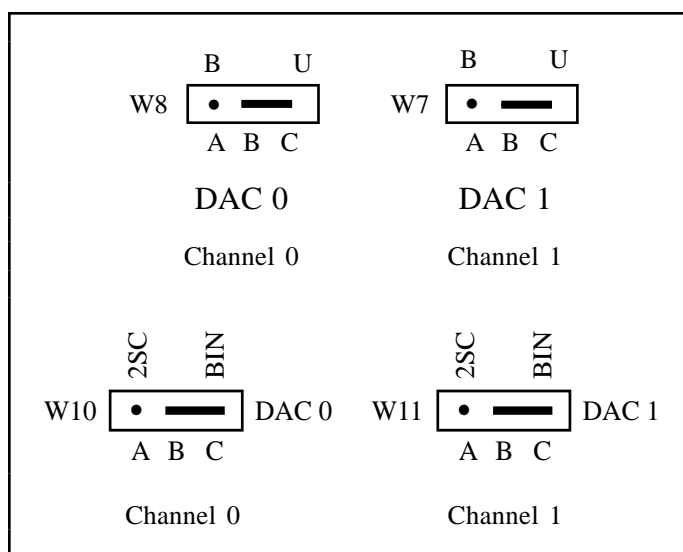 B U B U
W8 W7
A B C A B C
DAC 0 DAC 1
Channel 0 Channel 1
2SC BIN 2SC BIN
W10 DAC 0 W11 DAC 1
A B C A B C
Channel 0 Channel 1